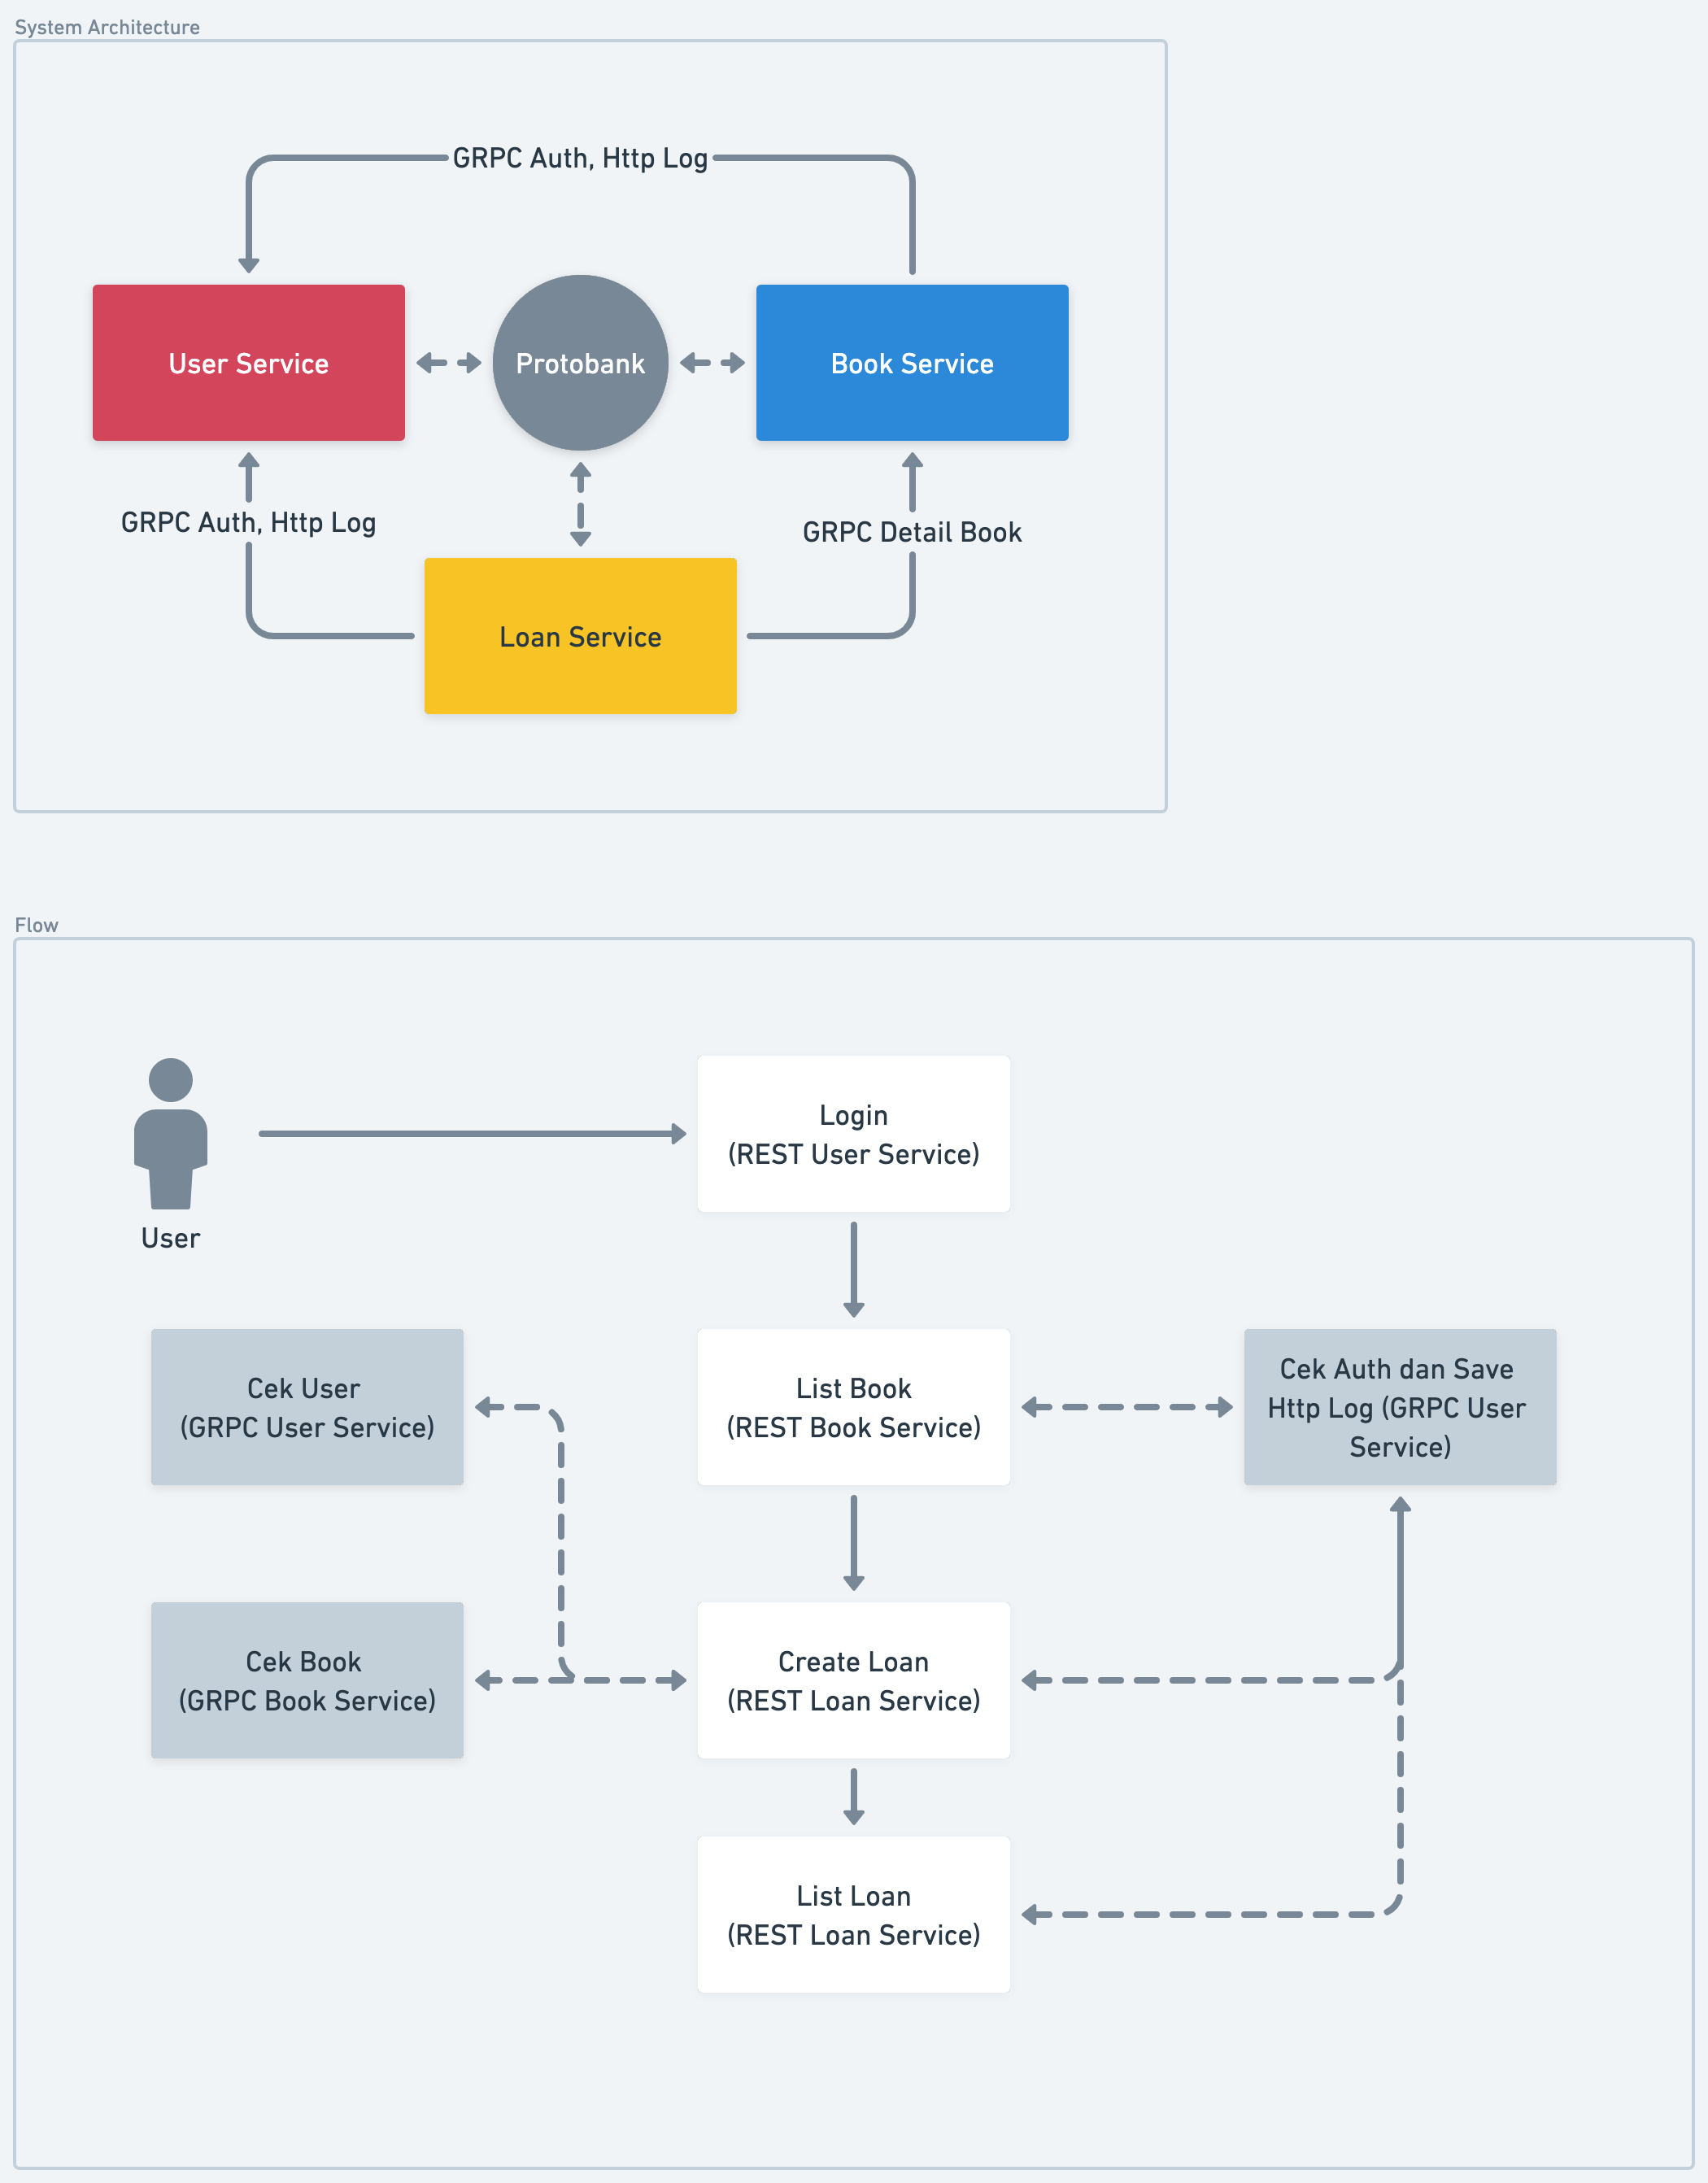 System Architecture
GRPC Auth, Http Log
User Service
Protobank
Book Service
GRPC Auth, Http Log
GRPC Detail Book
Loan Service
Flow
Login
(REST User Service)
User
Cek User
(GRPC User Service)
List Book
(REST Book Service)
Cek Auth dan Save
Http Log (GRPC User
Service)
Cek Book
(GRPC Book Service)
Create Loan
(REST Loan Service)
List Loan
(REST Loan Service)